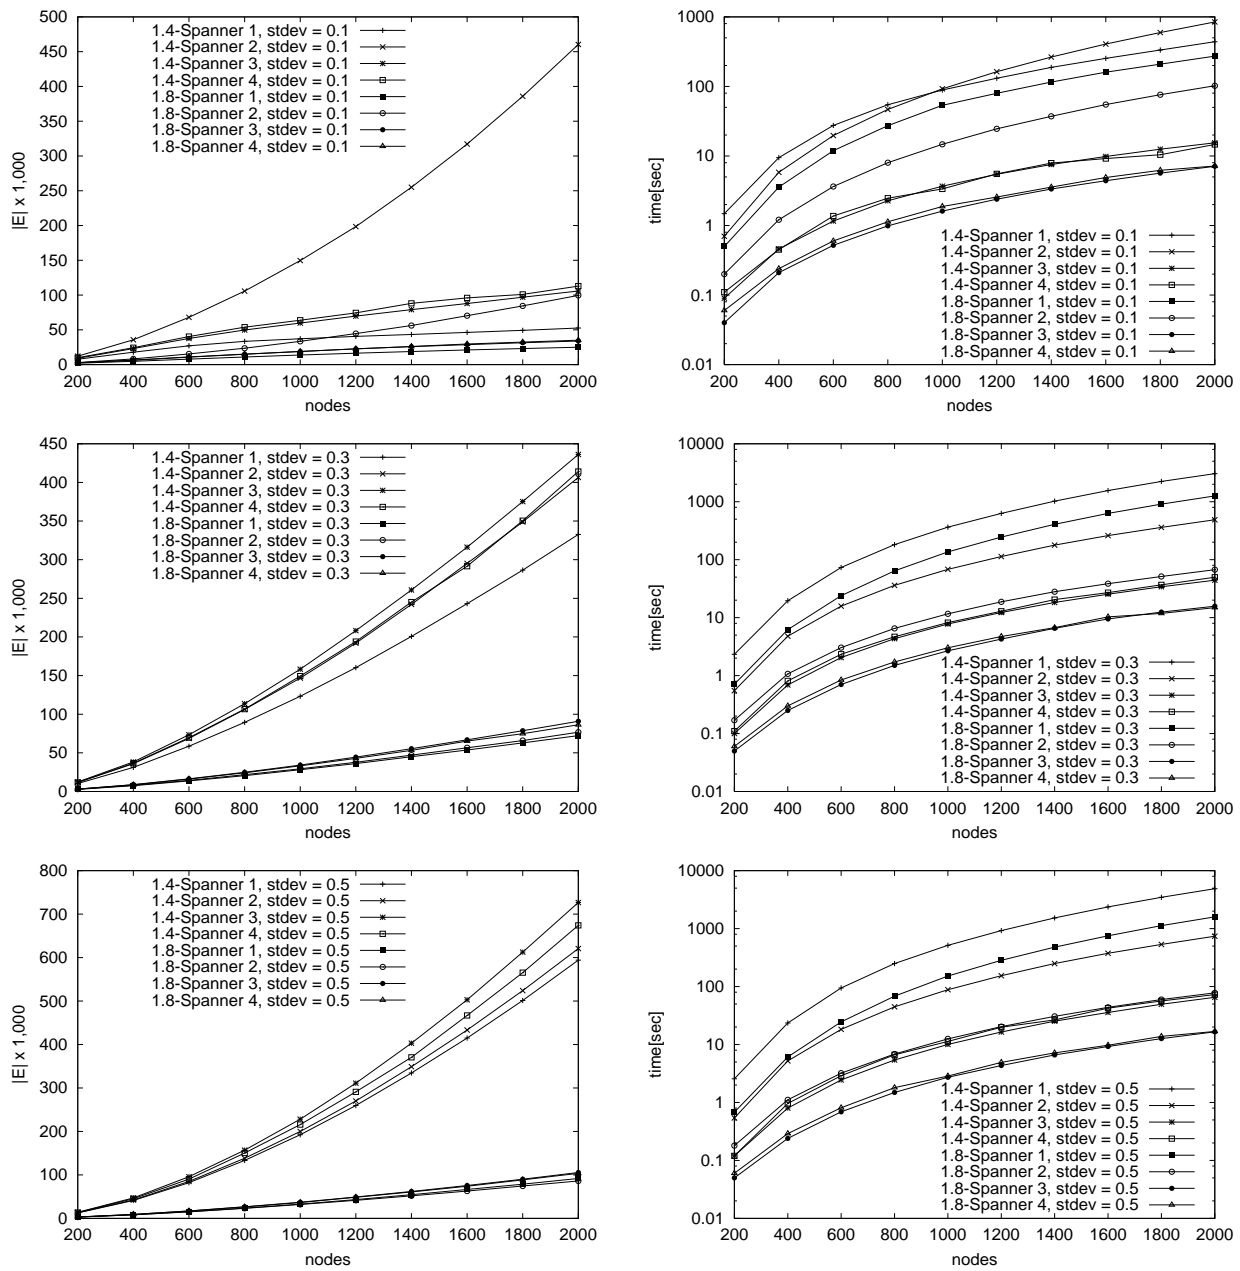 500
450
400
350
300
250
200
150
100
50
0
|E| x 1,000
200 400 600 800 1000 1200 1400 1600 1800 2000
nodes
1.4-Spanner 1, stdev = 0.1
1.4-Spanner 2, stdev = 0.1
1.4-Spanner 3, stdev = 0.1
1.4-Spanner 4, stdev = 0.1
1.8-Spanner 1, stdev = 0.1
1.8-Spanner 2, stdev = 0.1
1.8-Spanner 3, stdev = 0.1
1.8-Spanner 4, stdev = 0.1
1000
100
10
1
0.1
0.01
time[sec]
200 400 600 800 1000 1200 1400 1600 1800 2000
nodes
1.4-Spanner 1, stdev = 0.1
1.4-Spanner 2, stdev = 0.1
1.4-Spanner 3, stdev = 0.1
1.4-Spanner 4, stdev = 0.1
1.8-Spanner 1, stdev = 0.1
1.8-Spanner 2, stdev = 0.1
1.8-Spanner 3, stdev = 0.1
1.8-Spanner 4, stdev = 0.1
450
400
350
300
250
200
150
100
50
0
|E| x 1,000
200 400 600 800 1000 1200 1400 1600 1800 2000
nodes
1.4-Spanner 1, stdev = 0.3
1.4-Spanner 2, stdev = 0.3
1.4-Spanner 3, stdev = 0.3
1.4-Spanner 4, stdev = 0.3
1.8-Spanner 1, stdev = 0.3
1.8-Spanner 2, stdev = 0.3
1.8-Spanner 3, stdev = 0.3
1.8-Spanner 4, stdev = 0.3
10000
1000
100
10
1
0.1
0.01
time[sec]
200 400 600 800 1000 1200 1400 1600 1800 2000
nodes
1.4-Spanner 1, stdev = 0.3
1.4-Spanner 2, stdev = 0.3
1.4-Spanner 3, stdev = 0.3
1.4-Spanner 4, stdev = 0.3
1.8-Spanner 1, stdev = 0.3
1.8-Spanner 2, stdev = 0.3
1.8-Spanner 3, stdev = 0.3
1.8-Spanner 4, stdev = 0.3
800
700
600
500
400
300
200
100
0
|E| x 1,000
200 400 600 800 1000 1200 1400 1600 1800 2000
nodes
1.4-Spanner 1, stdev = 0.5
1.4-Spanner 2, stdev = 0.5
1.4-Spanner 3, stdev = 0.5
1.4-Spanner 4, stdev = 0.5
1.8-Spanner 1, stdev = 0.5
1.8-Spanner 2, stdev = 0.5
1.8-Spanner 3, stdev = 0.5
1.8-Spanner 4, stdev = 0.5
10000
1000
100
10
1
0.1
0.01
time[sec]
200 400 600 800 1000 1200 1400 1600 1800 2000
nodes
1.4-Spanner 1, stdev = 0.5
1.4-Spanner 2, stdev = 0.5
1.4-Spanner 3, stdev = 0.5
1.4-Spanner 4, stdev = 0.5
1.8-Spanner 1, stdev = 0.5
1.8-Spanner 2, stdev = 0.5
1.8-Spanner 3, stdev = 0.5
1.8-Spanner 4, stdev = 0.5